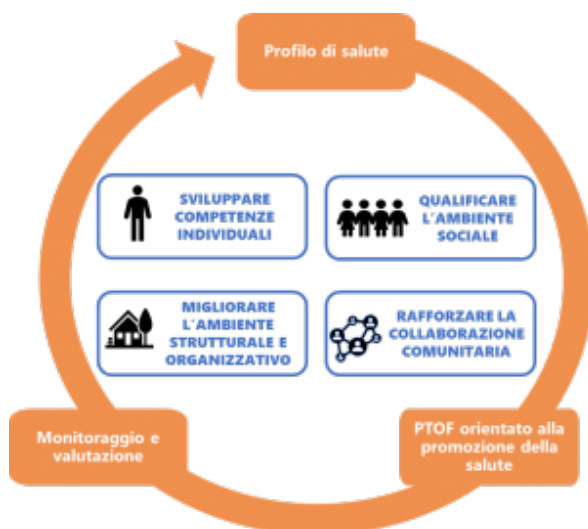 Profilo di salute
SVILUPPARE
COMPETENZE
INDIVIDUALI
QUALIFICARE
L'AMBIENTE
SOCIALE
MIGLIORARE
L'AMBIENTE
STRUTTURALE E
ORGANIZZATIVO
RAFFORZARE LA
COLLABORAZIONE
COMUNITARIA
Monitoraggio e
valutazione
PTOF orientato alla
promozione della
salute